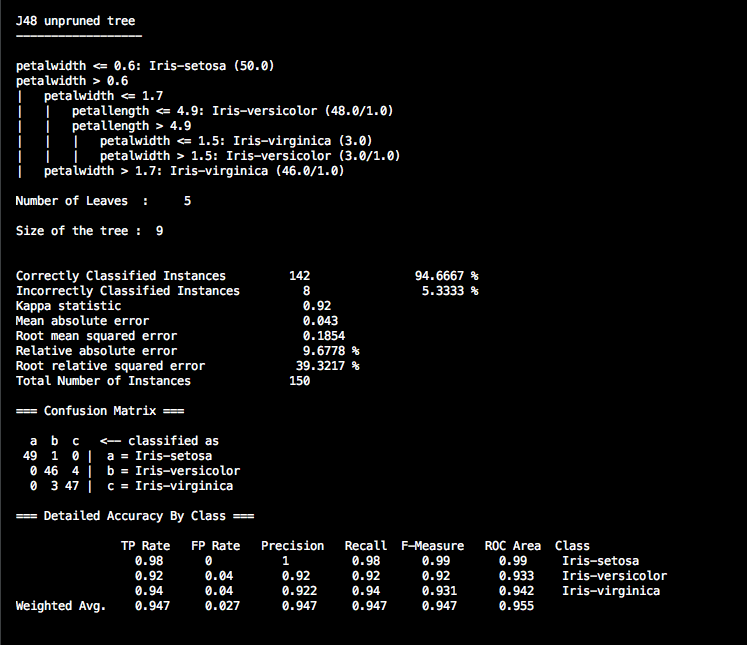 J48 unpruned tree
------------------
petalwidth <= 0.6: Iris-setosa (50.0)
petalwidth > 0.6
|   petalwidth <= 1.7
|   |   petallength <= 4.9: Iris-versicolor (48.0/1.0)
|   |   petallength > 4.9
|   |   |   petalwidth <= 1.5: Iris-virginica (3.0)
|   |   |   petalwidth > 1.5: Iris-versicolor (3.0/1.0)
|   petalwidth > 1.7: Iris-virginica (46.0/1.0)
Number of Leaves  :     5
Size of the tree :  9
Correctly Classified Instances         142               94.6667 %
Incorrectly Classified Instances         8                5.3333 %
Kappa statistic                          0.92
Mean absolute error                      0.043
Root mean squared error                  0.1854
Relative absolute error                  9.6778 %
Root relative squared error             39.3217 %
Total Number of Instances              150
=== Confusion Matrix ===
  a  b  c   <-- classified as
 49  1  0 |  a = Iris-setosa
  0 46  4 |  b = Iris-versicolor
  0  3 47 |  c = Iris-virginica
=== Detailed Accuracy By Class ===
               TP Rate   FP Rate   Precision   Recall  F-Measure   ROC Area  Class
                 0.98      0          1         0.98      0.99      0.99     Iris-setosa
                 0.92      0.04       0.92      0.92      0.92      0.933    Iris-versicolor
                 0.94      0.04       0.922     0.94      0.931     0.942    Iris-virginica
Weighted Avg.    0.947     0.027      0.947     0.947     0.947     0.955